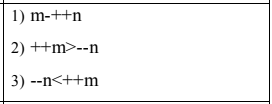 1) m-++n
2) ++m>--n
3) --n<++m